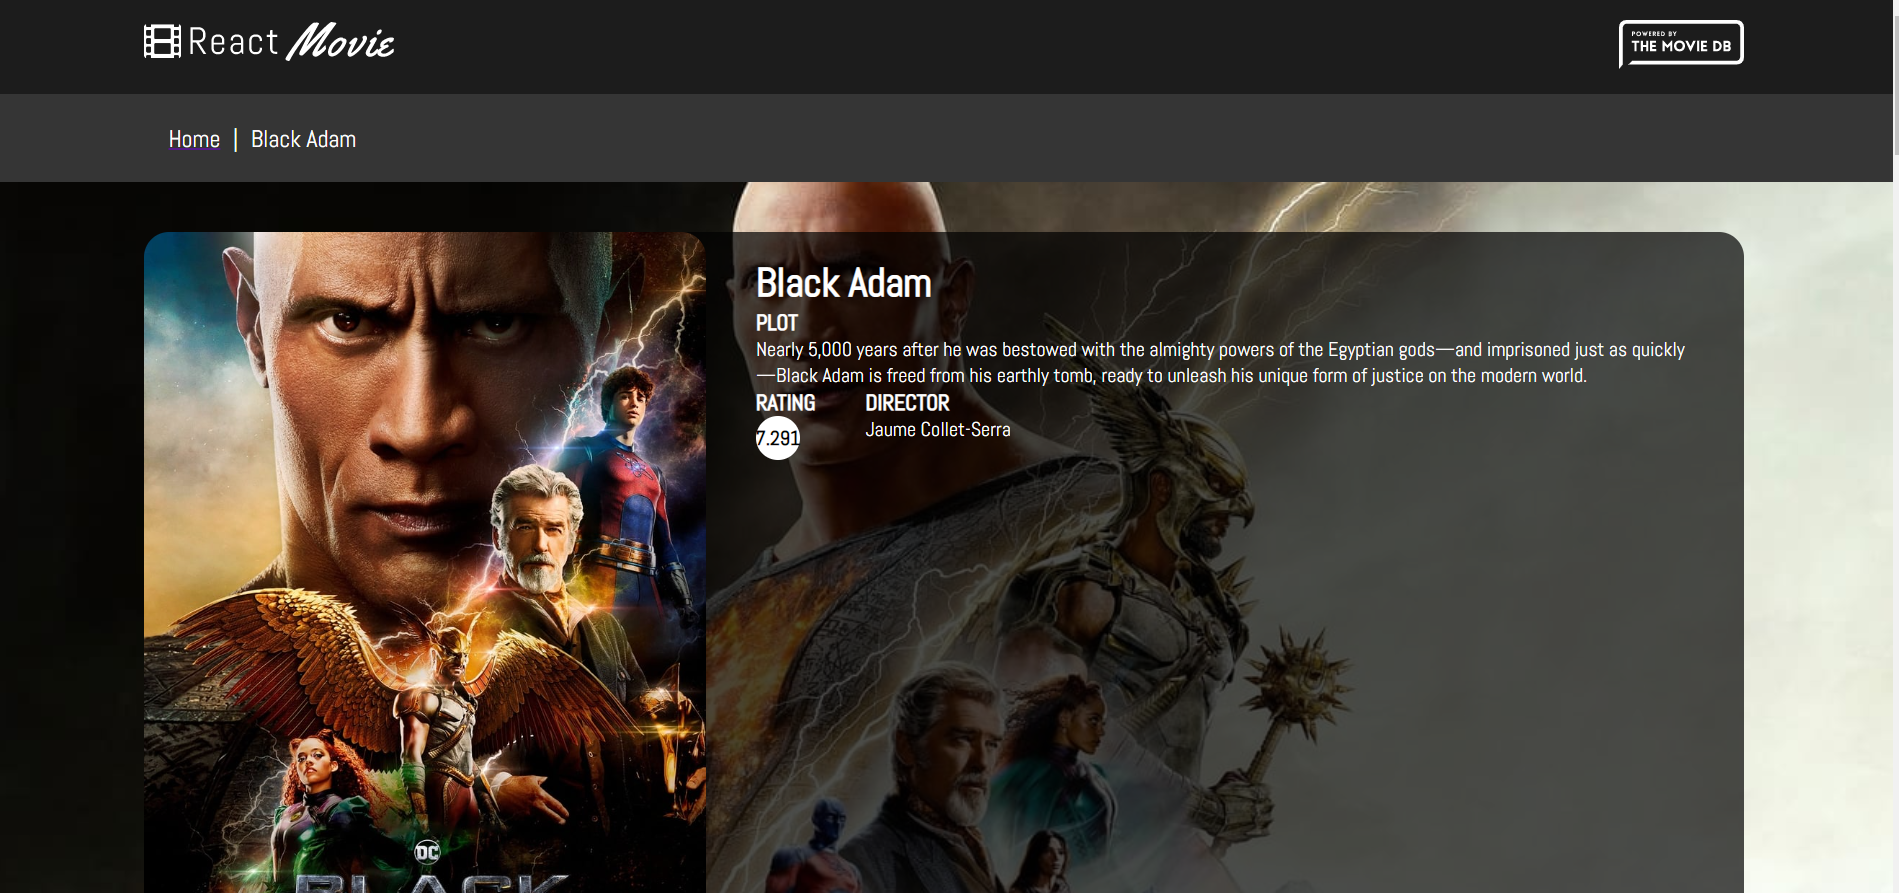 React Movie
POWERED BY
THE MOVIE DB
Home | Black Adam
Black Adam
PLOT
Nearly 5,000 years after he was bestowed with the almighty powers of the Egyptian gods—and imprisoned just as quickly
—Black Adam is freed from his earthly tomb, ready to unleash his unique form of justice on the modern world.
RATING DIRECTOR
7.291 Jaume Collet-Serra
DC
BLACK